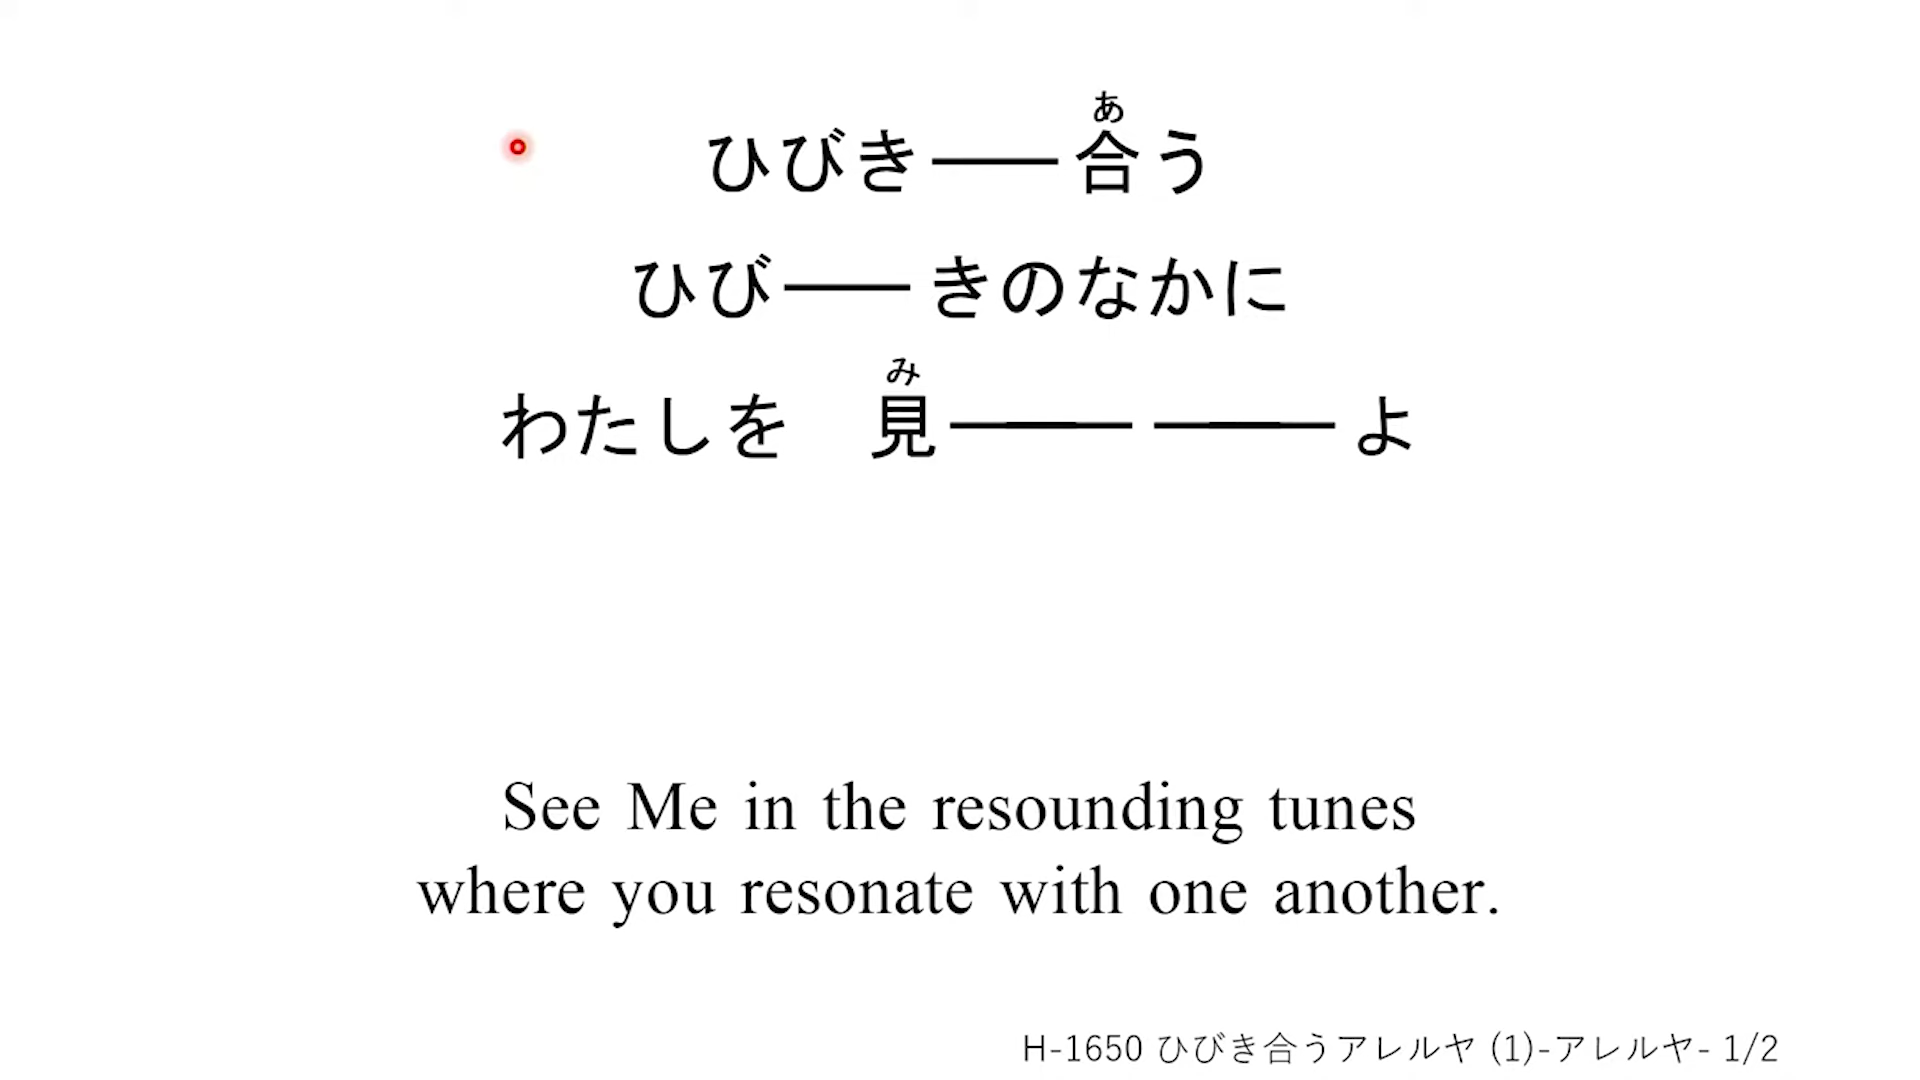 ひびき――合う
ひび――きのなかに
わたしを　見―― ――よ
See Me in the resounding tunes
where you resonate with one another.
H-1650 ひびき合うアレルヤ (1)-アレルヤ- 1/2